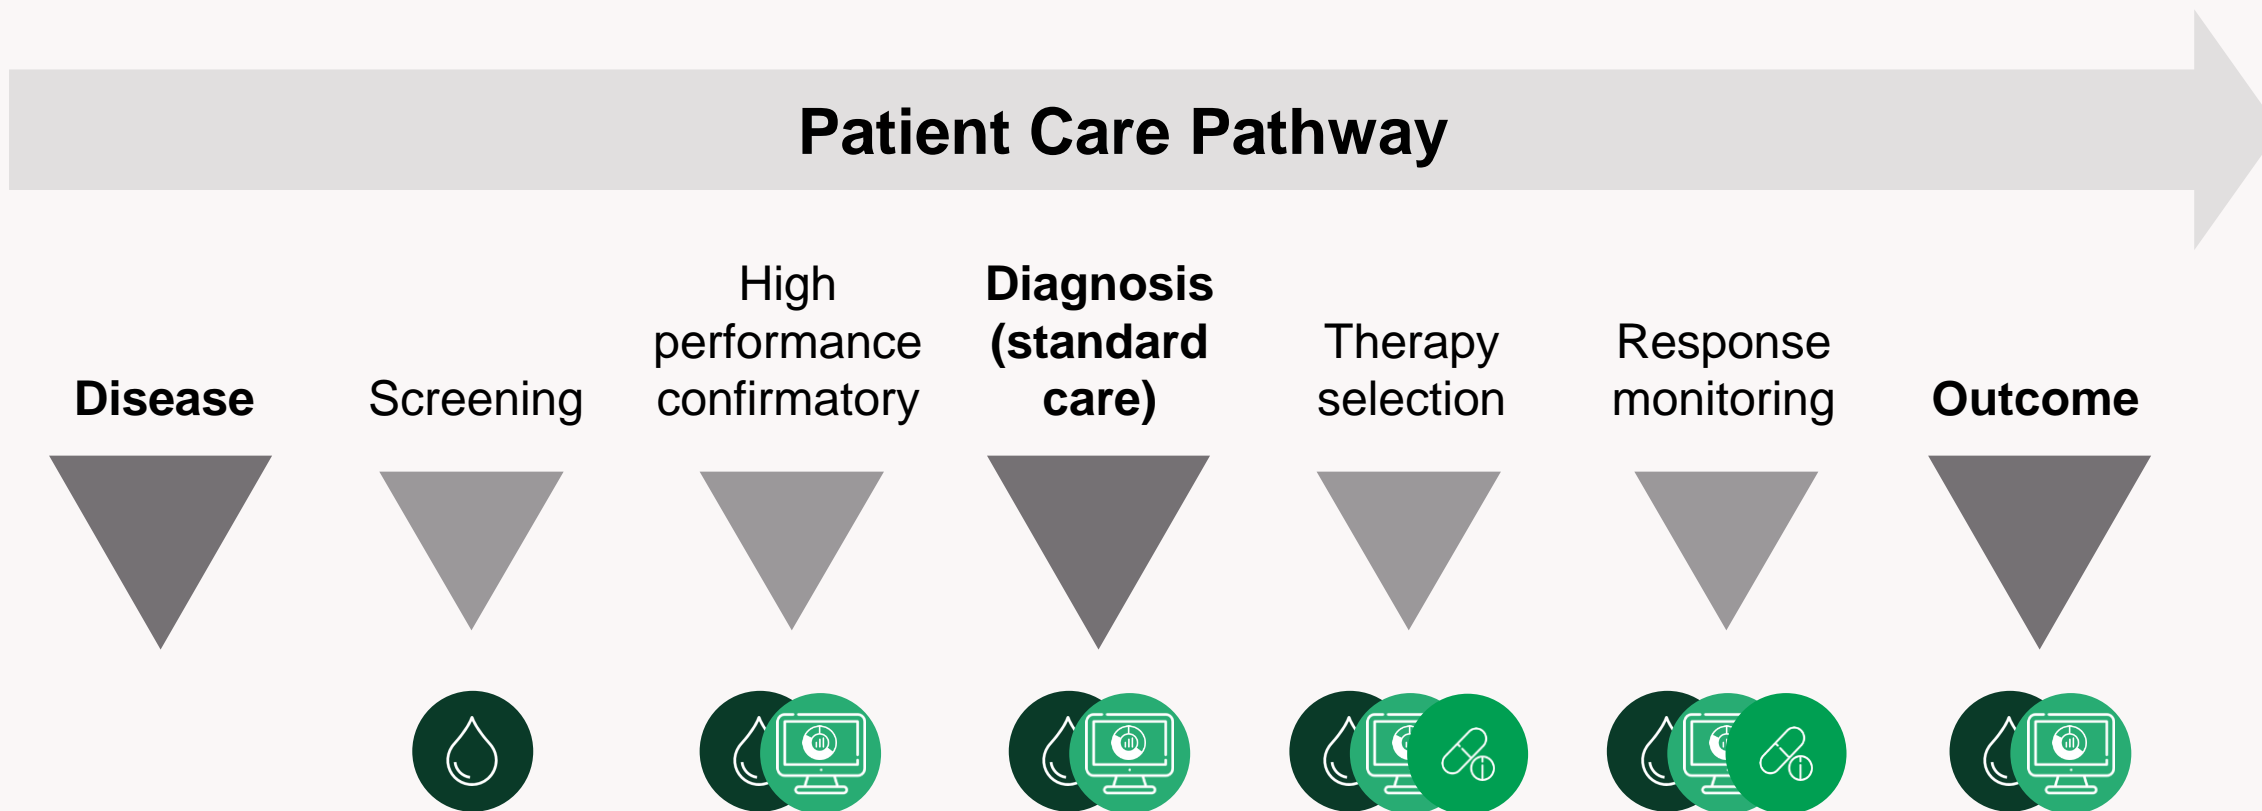 Patient Care Pathway
Disease
Screening
High
performance
confirmatory
Diagnosis
(standard
care)
Therapy
selection
Response
monitoring
Outcome